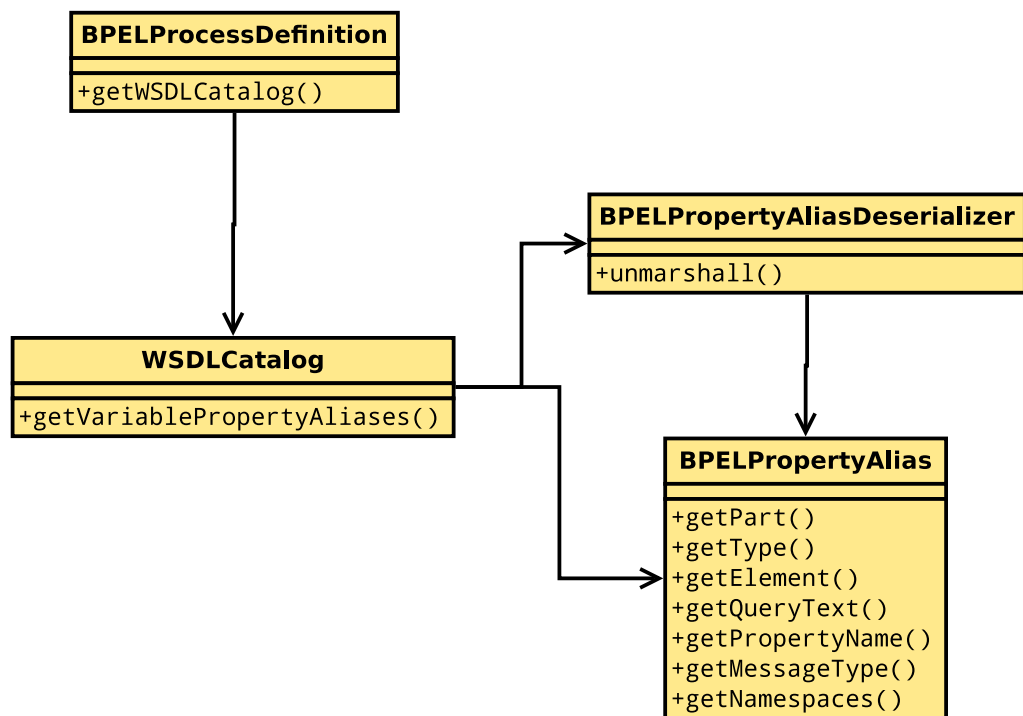 BPELProcessDefinition
+getWSDLCatalog()
BPELPropertyAliasDeserializer
+unmarshall()
WSDLCatalog
+getVariablePropertyAliases()
BPELPropertyAlias
+getPart()
+getType()
+getElement()
+getQueryText()
+getPropertyName()
+getMessageType()
+getNamespaces()